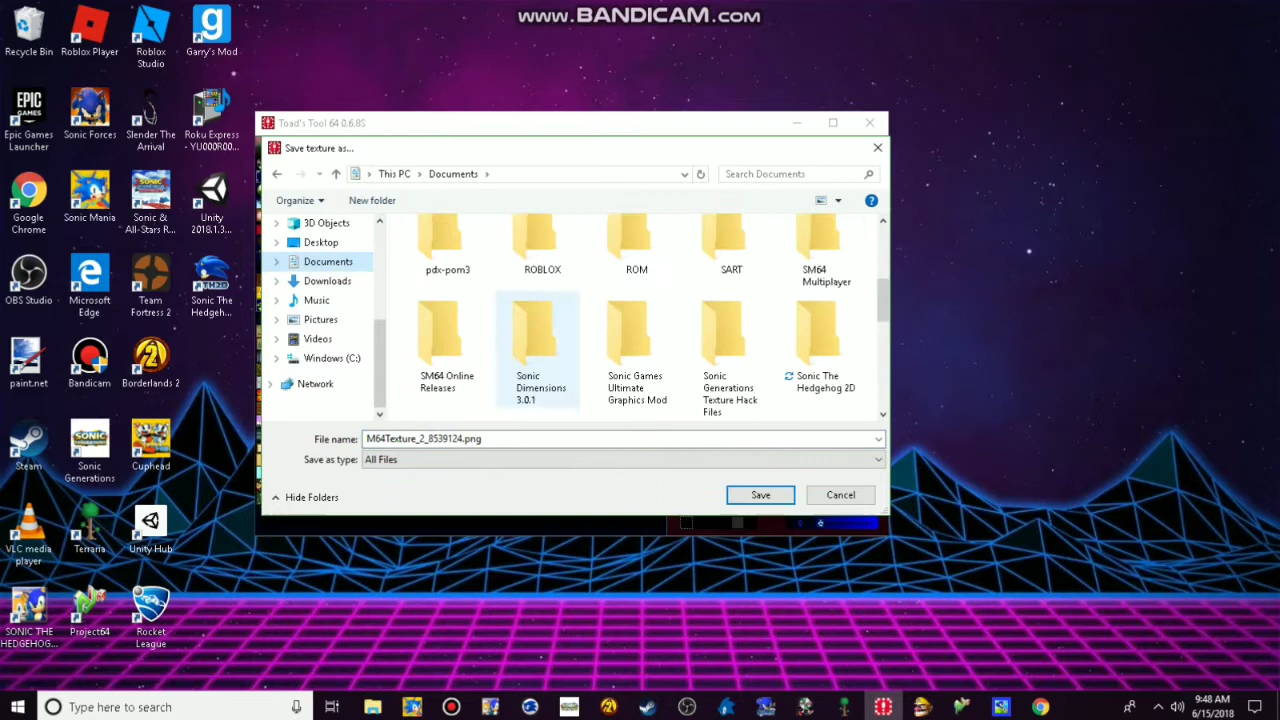 www.BANDICAM.com
Recycle Bin
Roblox Player
Roblox
Studio
Garry's Mod
Epic Games
Launcher
Sonic Forces
Slender The
Arrival
Roku Express
- YU000R00...
Google
Chrome
Sonic Mania
Sonic &
All-Stars R...
Unity
2018.1.3...
OBS Studio
Microsoft
Edge
Team
Fortress 2
Sonic The
Hedgeh...
paint.net
Bandicam
Borderlands 2
Steam
Sonic
Generations
Cuphead
VLC media
player
Terraria
Unity Hub
SONIC THE
HEDGEHOG...
Project64
Rocket
League
Toad's Tool 64 0.6.8S
Save texture as...
This PC
Documents
Search Documents
Organize
New folder
3D Objects
Desktop
Documents
Downloads
Music
Pictures
Videos
Windows (C:)
Network
pdx-pom3
ROBLOX
ROM
SART
SM64
Multiplayer
SM64 Online
Releases
Sonic
Dimensions
3.0.1
Sonic Games
Ultimate
Graphics Mod
Sonic
Generations
Texture Hack
Files
Sonic The
Hedgehog 2D
File name:
M64Texture_2_8539124.png
Save as type:
All Files
Hide Folders
Save
Cancel
Type here to search
9:48 AM
6/15/2018